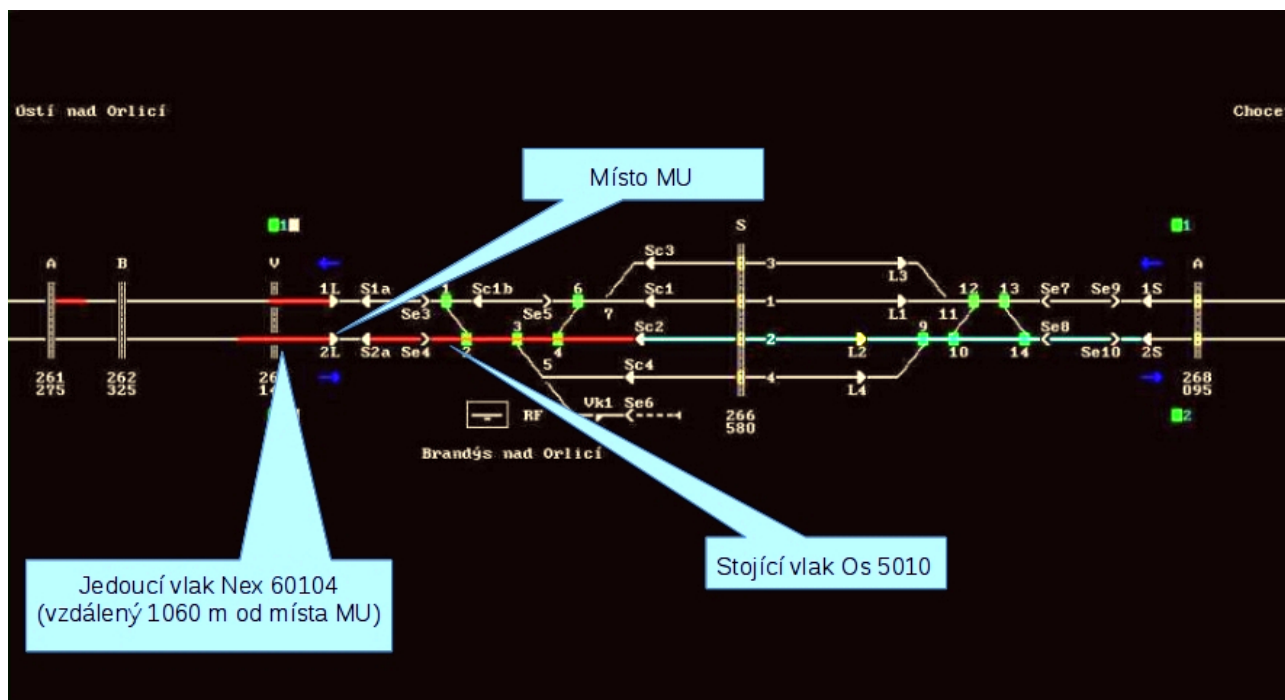 Ústí nad Orlicí
Choce
Místo MU
1
S
1
A
B
V
Sc3
3
L3
A
1L
S1a
1
Sc1b
6
Sc1
1
L1
12
13
Se7
Se9
1S
Se3
Se5
7
11
2L
S2a
Se4
2
3
4
Sc2
2
L2
9
10
14
Se8
Se10
2S
5
Sc4
4
L4
261
275
262
325
26
14
268
095
RF
Vk1
Se6
266
580
2
Brandýs nad Orlicí
Stojící vlak Os 5010
Jedoucí vlak Nex 60104
(vzdálený 1060 m od místa MU)